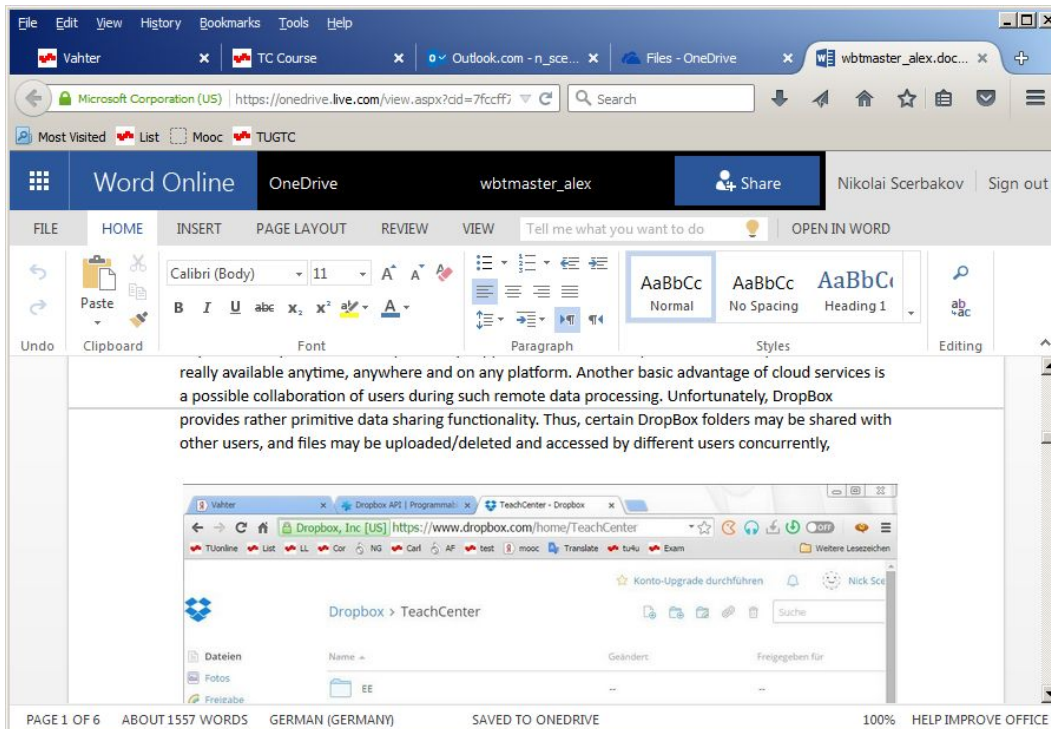 File Edit View History Bookmarks Tools Help
Vahter TC Course Outlook.com - n_sce... Files - OneDrive wbtmaster_alex.doc...
Microsoft Corporation (US) https://onedrive.live.com/view.aspx?cid=7fccff7 Search
Most Visited List Mooc TUGTC
Word Online OneDrive wbtmaster_alex Share Nikolai Scerbakov Sign out
FILE HOME INSERT PAGE LAYOUT REVIEW VIEW Tell me what you want to do OPEN IN WORD
Calibri (Body) 11
AaBbCc AaBbCc AaBbC
Paste B I U abc x₂ x² A Normal No Spacing Heading 1 ab ac
Undo Clipboard Font Paragraph Styles Editing
really available anytime, anywhere and on any platform. Another basic advantage of cloud services is
a possible collaboration of users during such remote data processing. Unfortunately, DropBox
provides rather primitive data sharing functionality. Thus, certain DropBox folders may be shared with
other users, and files may be uploaded/deleted and accessed by different users concurrently,
Vahter Dropbox API | Programmab TeachCenter - Dropbox
Dropbox, Inc [US] https://www.dropbox.com/home/TeachCenter OFF
TUonline List LL Cor NG Carl AF test mooc Translate tu4u Exam Weitere Lesezeichen
Konto-Upgrade durchführen Nick Sce
Dropbox > TeachCenter Suche
Dateien Name Geändert Freigegeben für
Fotos
EE -- --
Freigabe
PAGE 1 OF 6 ABOUT 1557 WORDS GERMAN (GERMANY) SAVED TO ONEDRIVE 100% HELP IMPROVE OFFICE